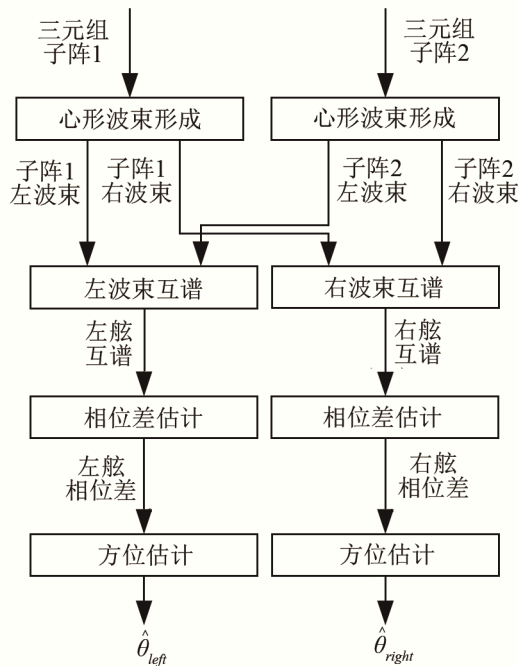 三元组
子阵1
三元组
子阵2
心形波束形成
心形波束形成
子阵1
左波束
子阵1
右波束
子阵2
左波束
子阵2
右波束
左波束互谱
右波束互谱
左舷
互谱
右舷
互谱
相位差估计
相位差估计
左舷
相位差
右舷
相位差
方位估计
方位估计
θ̂left
θ̂right